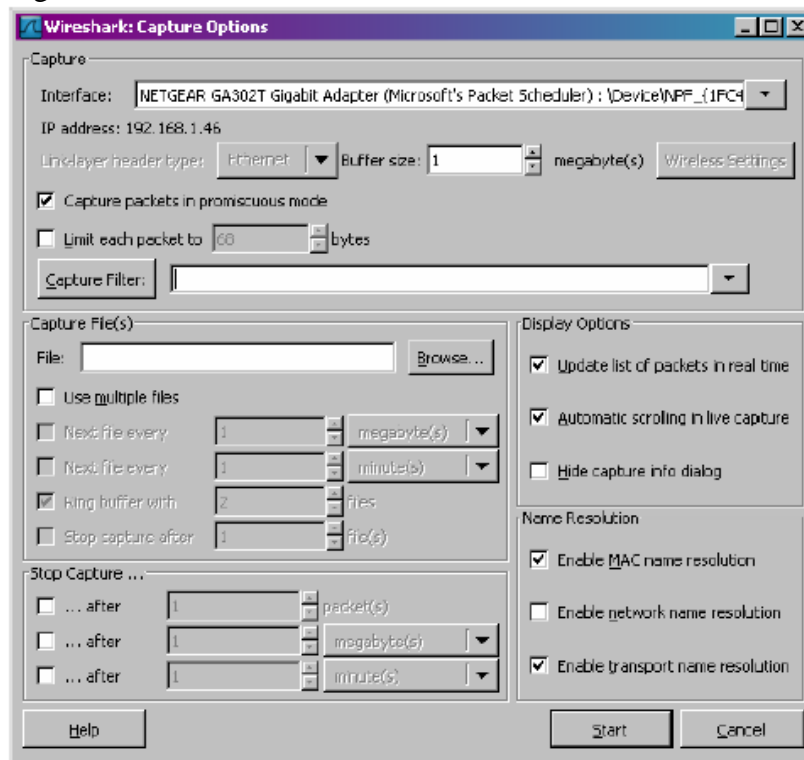 Wireshark: Capture Options
Capture
Interface: NETGEAR GA302T Gigabit Adapter (Microsoft's Packet Scheduler) : \Device\NPF_{1FC4
IP address: 192.168.1.46
Link-layer header type: Ethernet Buffer size: 1 megabyte(s) Wireless Settings
Capture packets in promiscuous mode
Limit each packet to 68 bytes
Capture Filter:
Capture File(s)
File: Browse...
Use multiple files
Next file every 1 megabyte(s)
Next file every 1 minute(s)
Ring buffer with 2 files
Stop capture after 1 file(s)
Stop Capture ...
... after 1 packet(s)
... after 1 megabyte(s)
... after 1 minute(s)
Display Options
Update list of packets in real time
Automatic scrolling in live capture
Hide capture info dialog
Name Resolution
Enable MAC name resolution
Enable network name resolution
Enable transport name resolution
Help Start Cancel